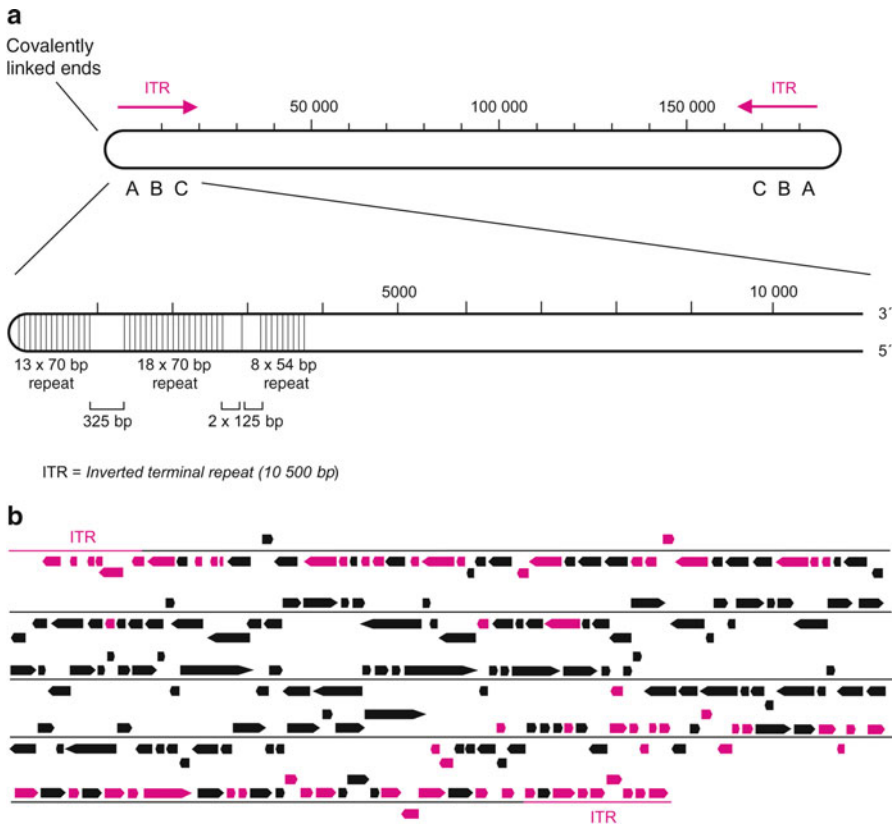 a
Covalently
linked ends
ITR
50 000
100 000
150 000
ITR
A B C
C B A
5000
10 000
3´
5´
13 x 70 bp
repeat
18 x 70 bp
repeat
8 x 54 bp
repeat
325 bp
2 x 125 bp
ITR = Inverted terminal repeat (10 500 bp)
b
ITR
ITR